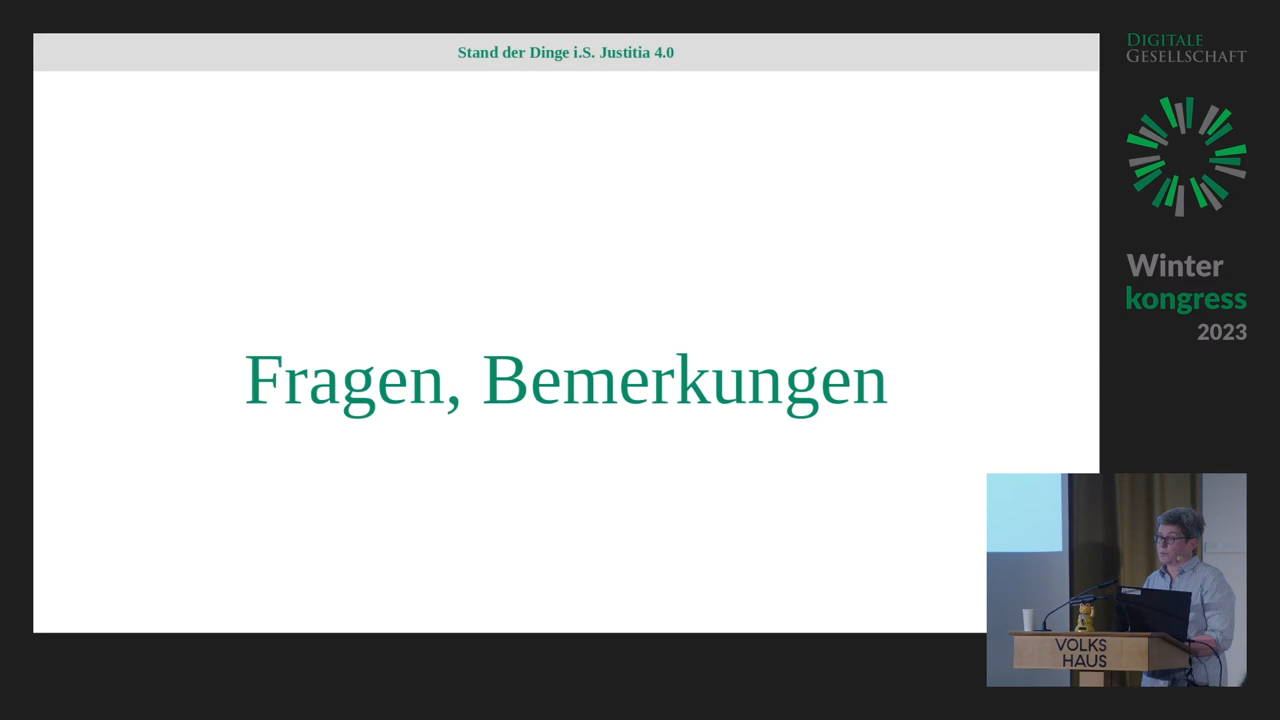 Stand der Dinge i.S. Justitia 4.0
Fragen, Bemerkungen
DIGITALE
GESELLSCHAFT
Winter
kongress
2023
VOLKS
HAUS